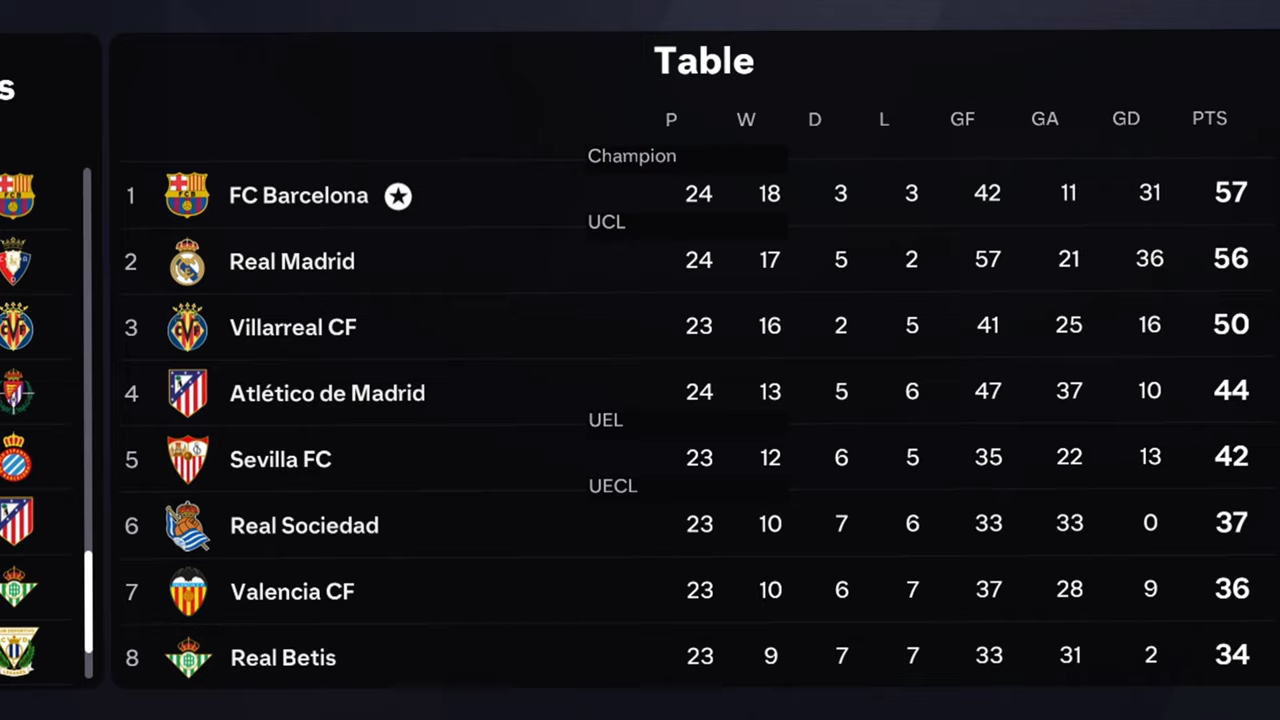 s
Table
P W D L GF GA GD PTS
Champion
1 FC Barcelona 24 18 3 3 42 11 31 57
UCL
2 Real Madrid 24 17 5 2 57 21 36 56
3 Villarreal CF 23 16 2 5 41 25 16 50
4 Atlético de Madrid 24 13 5 6 47 37 10 44
UEL
5 Sevilla FC 23 12 6 5 35 22 13 42
UECL
6 Real Sociedad 23 10 7 6 33 33 0 37
7 Valencia CF 23 10 6 7 37 28 9 36
8 Real Betis 23 9 7 7 33 31 2 34